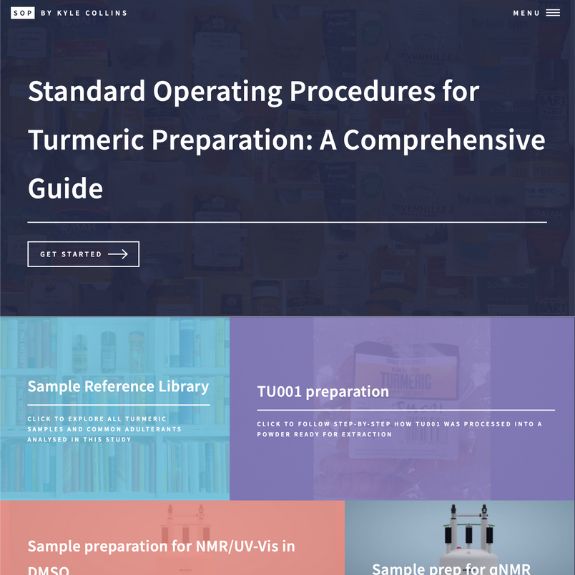 SOP BY KYLE COLLINS
MENU
Standard Operating Procedures for
Turmeric Preparation: A Comprehensive
Guide
GET STARTED
Sample Reference Library
CLICK TO EXPLORE ALL TURMERIC
SAMPLES AND COMMON ADULTERANTS
ANALYSED IN THIS STUDY
TU001 preparation
CLICK TO FOLLOW STEP-BY-STEP HOW TU001 WAS PROCESSED INTO A
POWDER READY FOR EXTRACTION
TURMERIC
Sample preparation for NMR/UV-Vis in
DMSO
Sample prep for qNMR